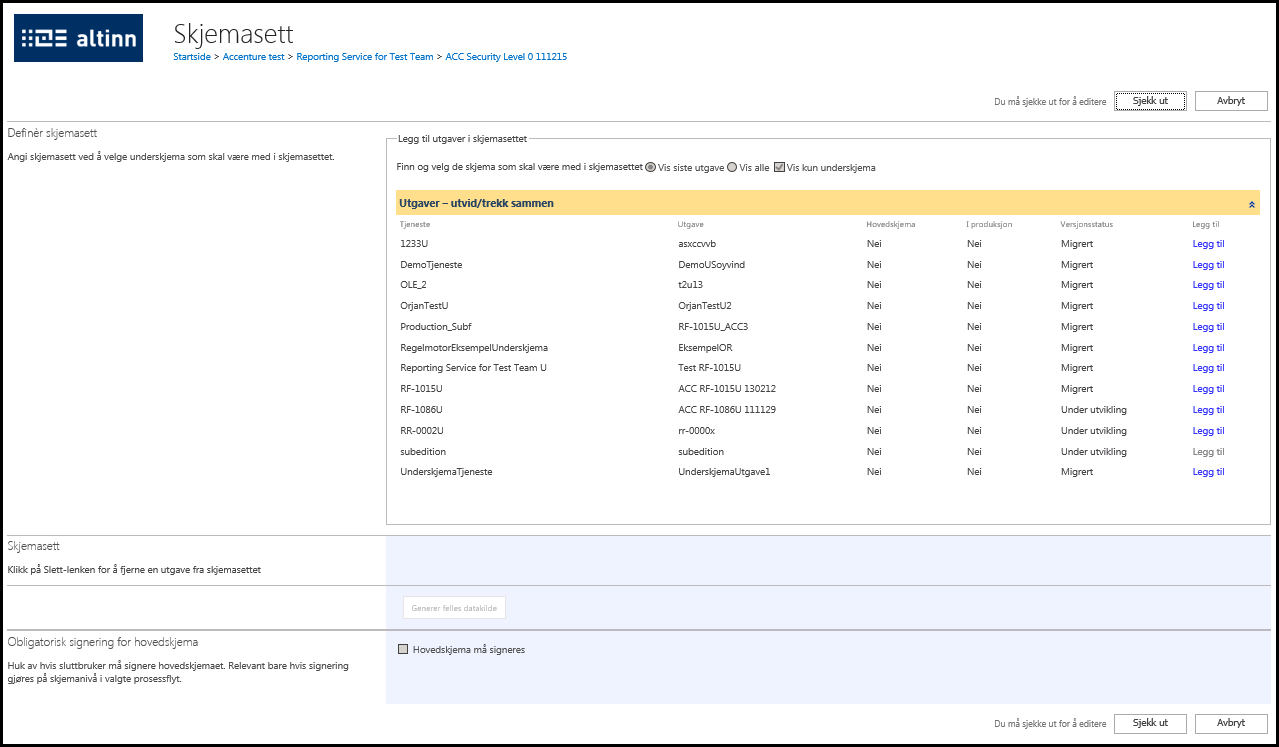 altinn
Skjemasett
Startside > Accenture test > Reporting Service for Test Team > ACC Security Level 0 111215
Du må sjekke ut for å editere Sjekk ut Avbryt
Definèr skjemasett
Angi skjemasett ved å velge underskjema som skal være med i skjemasettet.
Legg til utgaver i skjemasettet
Finn og velg de skjema som skal være med i skjemasettet Vis siste utgave Vis alle Vis kun underskjema
Utgaver – utvid/trekk sammen
Tjeneste Utgave Hovedskjema I produksjon Versjonsstatus Legg til
1233U asxccvvb Nei Nei Migrert Legg til
DemoTjeneste DemoUSoyvind Nei Nei Migrert Legg til
OLE_2 t2u13 Nei Nei Migrert Legg til
OrjanTestU OrjanTestU2 Nei Nei Migrert Legg til
Production_Subf RF-1015U_ACC3 Nei Nei Migrert Legg til
RegelmotorEksempelUnderskjema EksempelOR Nei Nei Migrert Legg til
Reporting Service for Test Team U Test RF-1015U Nei Nei Migrert Legg til
RF-1015U ACC RF-1015U 130212 Nei Nei Migrert Legg til
RF-1086U ACC RF-1086U 111129 Nei Nei Under utvikling Legg til
RR-0002U rr-0000x Nei Nei Under utvikling Legg til
subedition subedition Nei Nei Under utvikling Legg til
UnderskjemaTjeneste UnderskjemaUtgave1 Nei Nei Migrert Legg til
Skjemasett
Klikk på Slett-lenken for å fjerne en utgave fra skjemasettet
Generer felles datakilde
Obligatorisk signering for hovedskjema
Huk av hvis sluttbruker må signere hovedskjemaet. Relevant bare hvis signering
gjøres på skjemanivå i valgte prosessflyt.
Hovedskjema må signeres
Du må sjekke ut for å editere Sjekk ut Avbryt